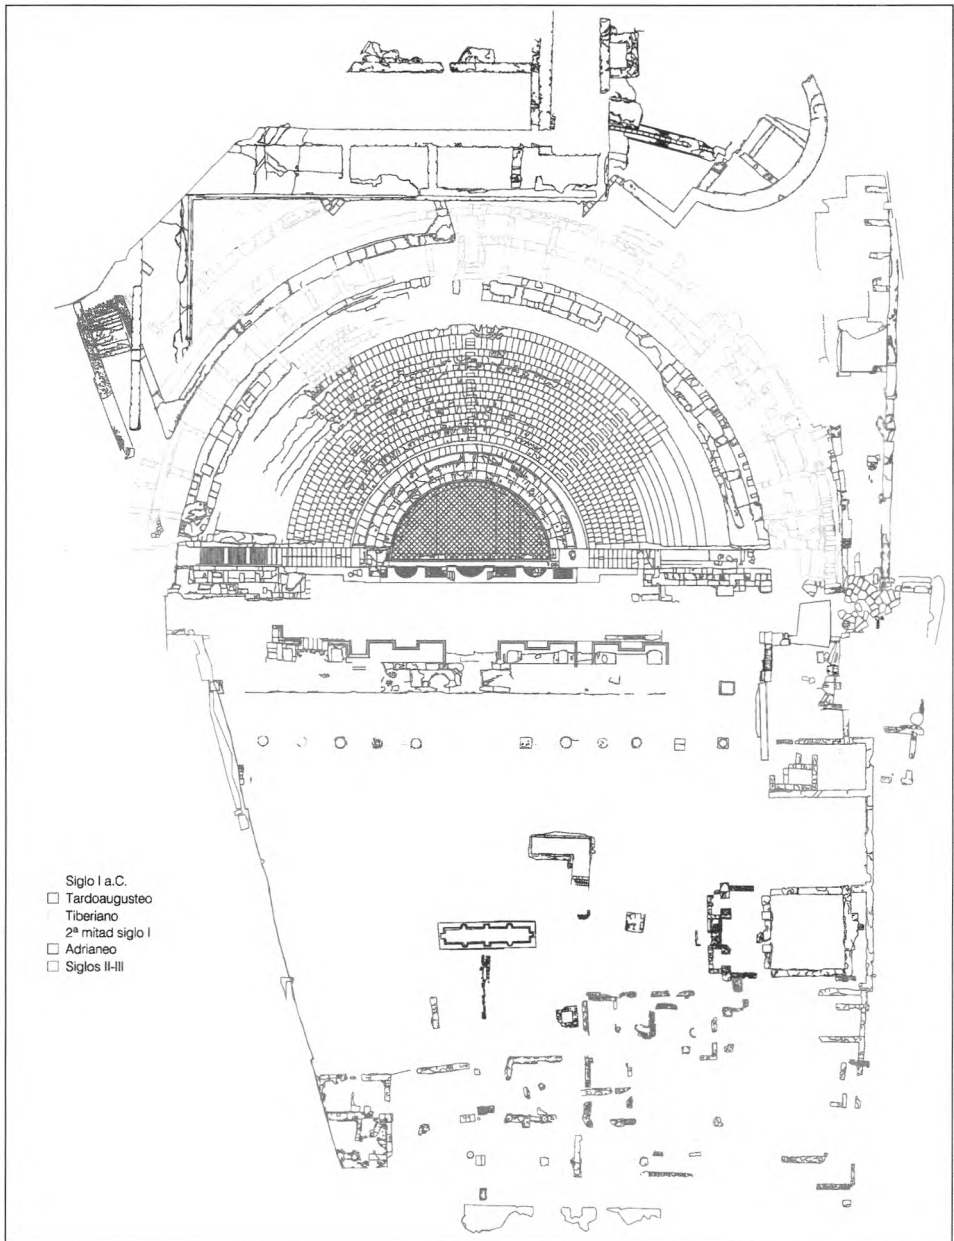 Siglo I a.C.
Tardoaugusteo
Tiberiano
2ª mitad siglo I
Adrianeo
Siglos II-III